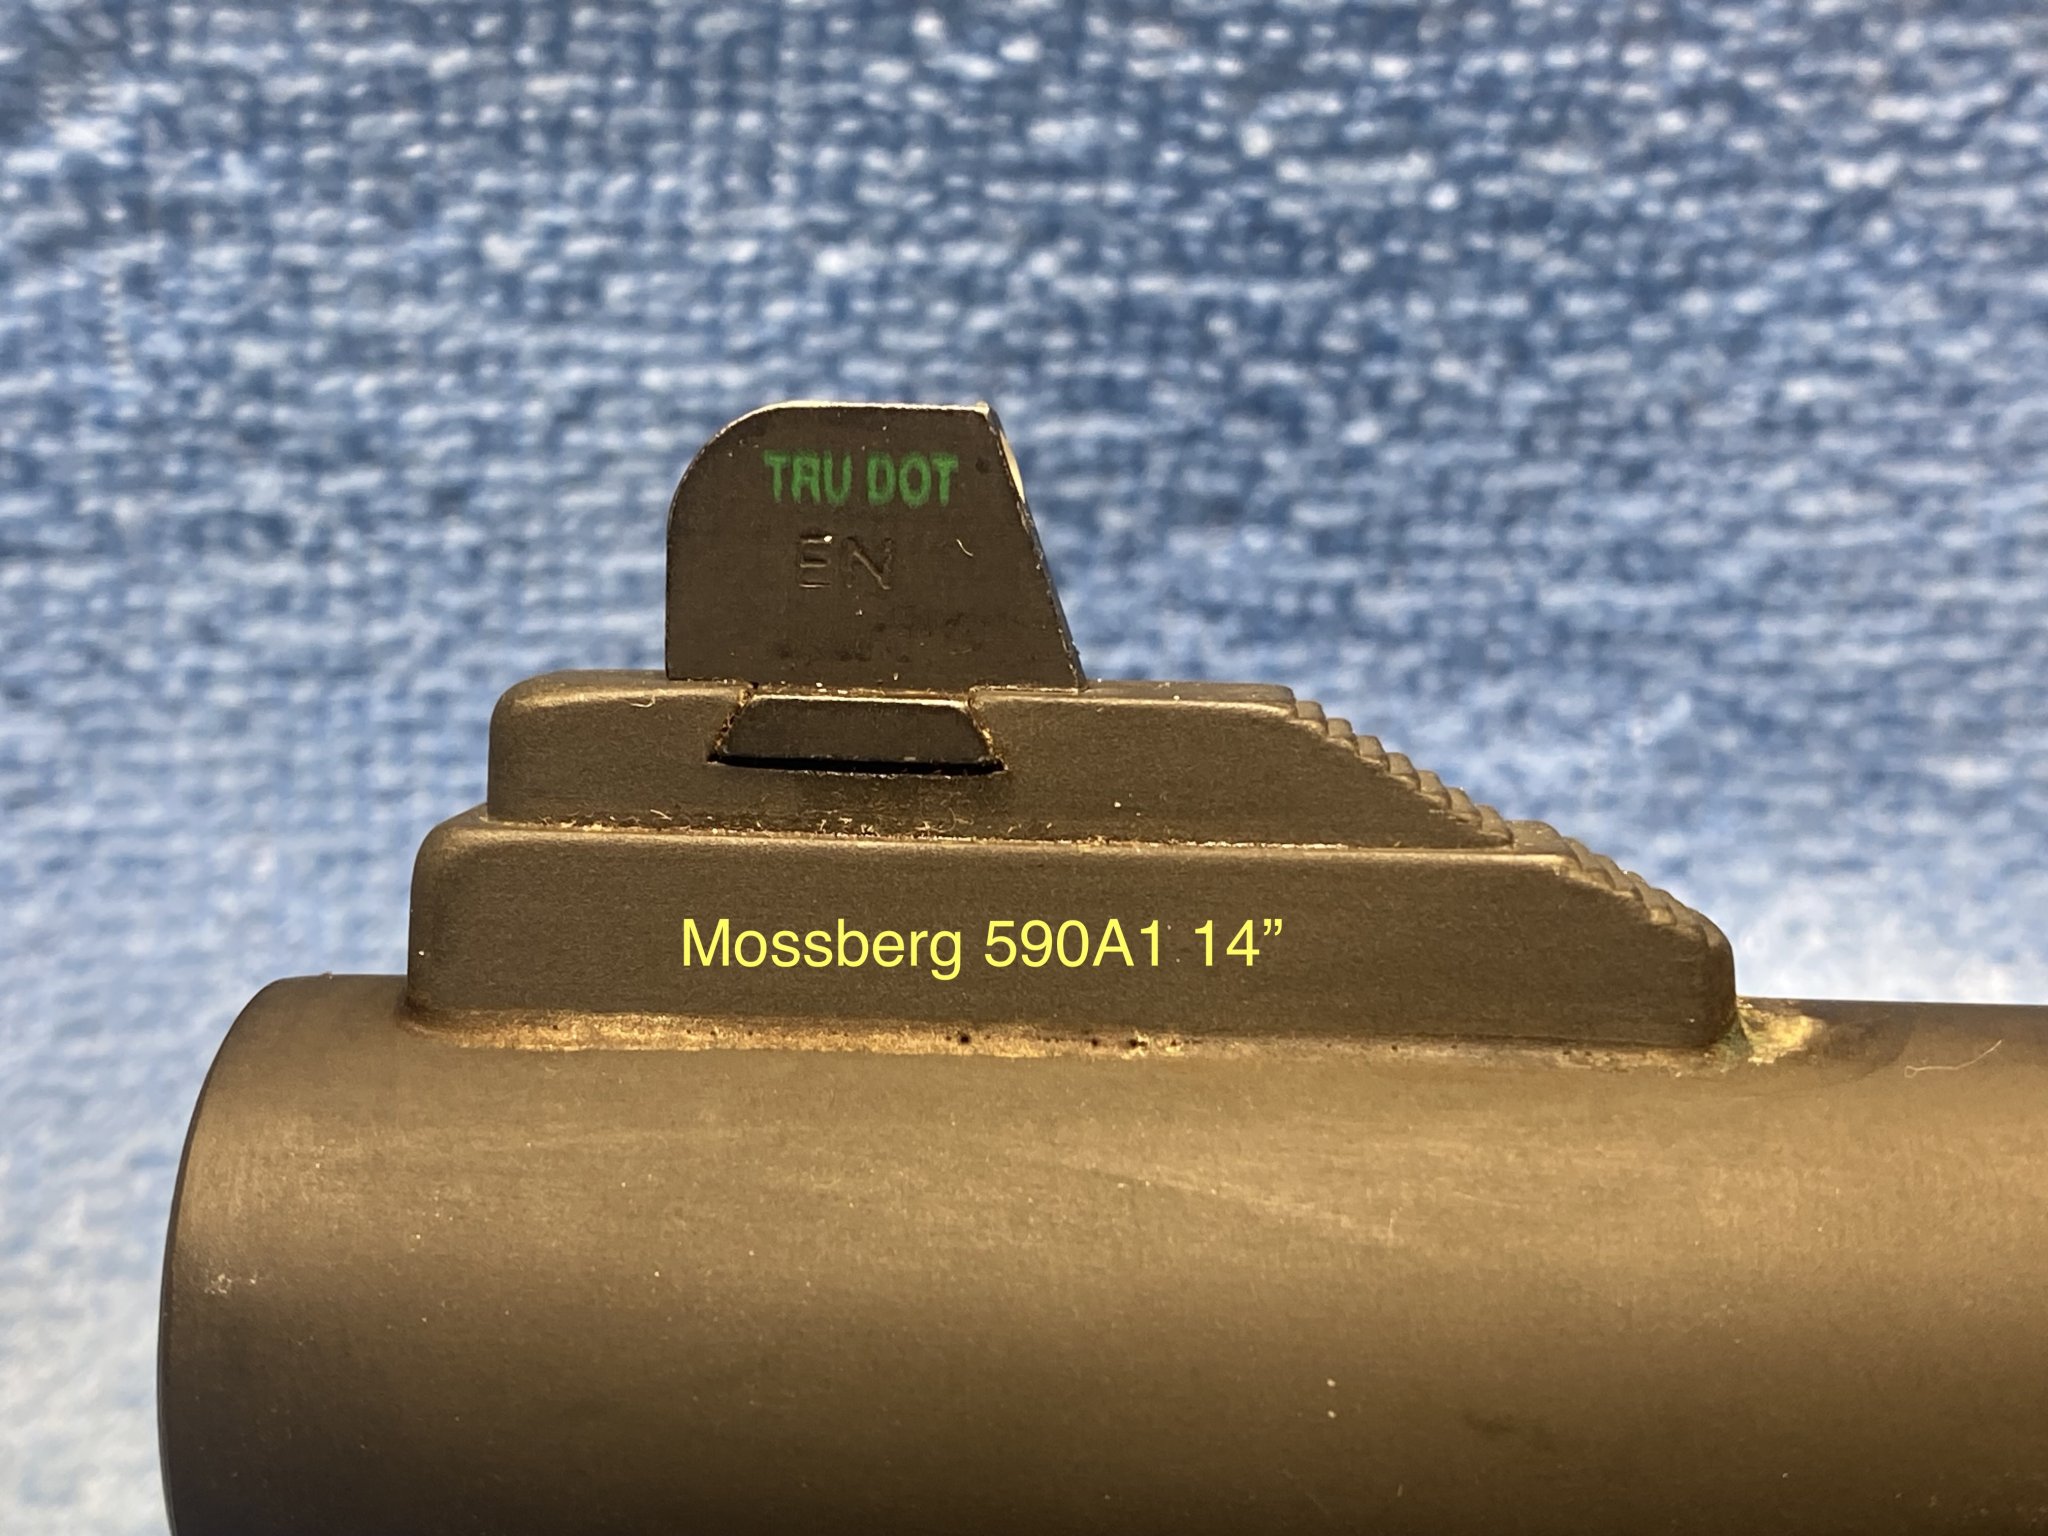 TRU DOT
EN
Mossberg 590A1 14”